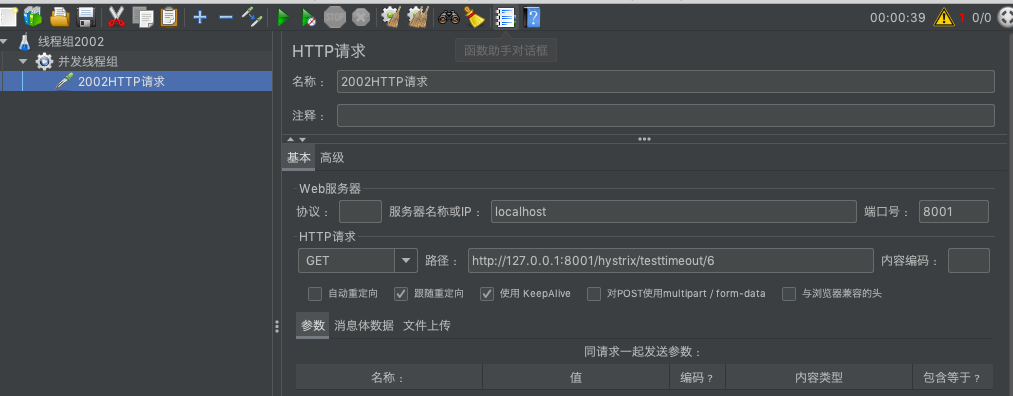 STOP
00:00:39 1 0/0
线程组2002
并发线程组
2002HTTP请求
函数助手对话框
HTTP请求
名称： 2002HTTP请求
注释：
基本 高级
Web服务器
协议： 服务器名称或IP： localhost 端口号： 8001
HTTP请求
GET 路径： http://127.0.0.1:8001/hystrix/testtimeout/6 内容编码：
自动重定向 跟随重定向 使用 KeepAlive 对POST使用multipart / form-data 与浏览器兼容的头
参数 消息体数据 文件上传
同请求一起发送参数：
名称： 值 编码？ 内容类型 包含等于？